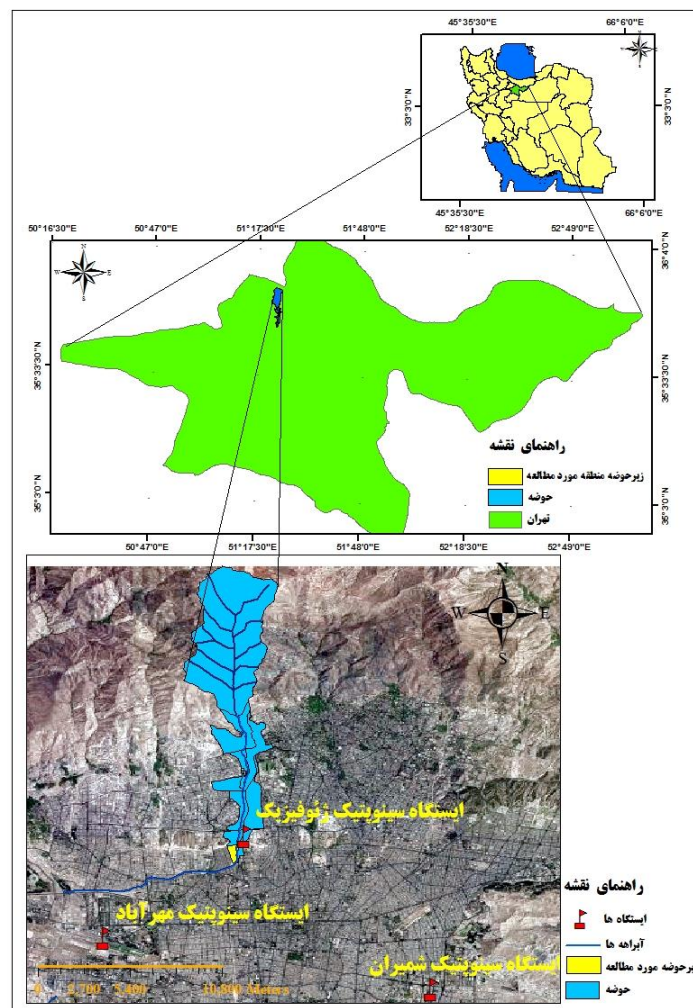 45°35'30"E 66°6'0"E
33°3'0"N 33°3'0"N
45°35'30"E 66°6'0"E
50°16'30"E 50°47'0"E 51°17'30"E 51°48'0"E 52°18'30"E 52°49'0"E
36°4'0"N
N
W E
S
35°33'30"N 35°33'30"N
35°3'0"N 35°3'0"N
راهنمای نقشه
زیرحوضه منطقه مورد مطالعه
حوضه
تهران
50°47'0"E 51°17'30"E 51°48'0"E 52°18'30"E 52°49'0"E
N
W E
S
ایستگاه سینوپتیک ژئوفیزیک
ایستگاه سینوپتیک مهرآباد
ایستگاه سینوپتیک شمیران
0 2,700 5,400 10,800 Meters
راهنمای نقشه
ایستگاه ها
آبراهه ها
زیرحوضه مورد مطالعه
حوضه